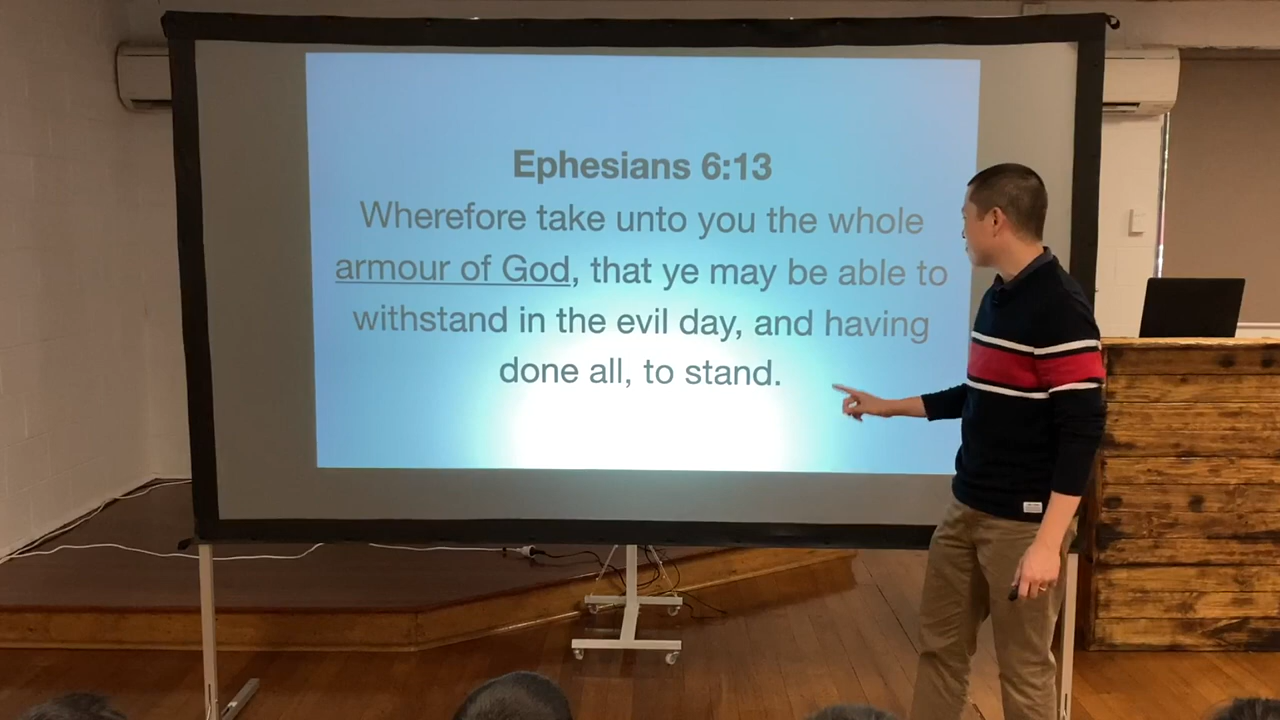 Ephesians 6:13
Wherefore take unto you the whole
armour of God, that ye may be able to
withstand in the evil day, and having
done all, to stand.